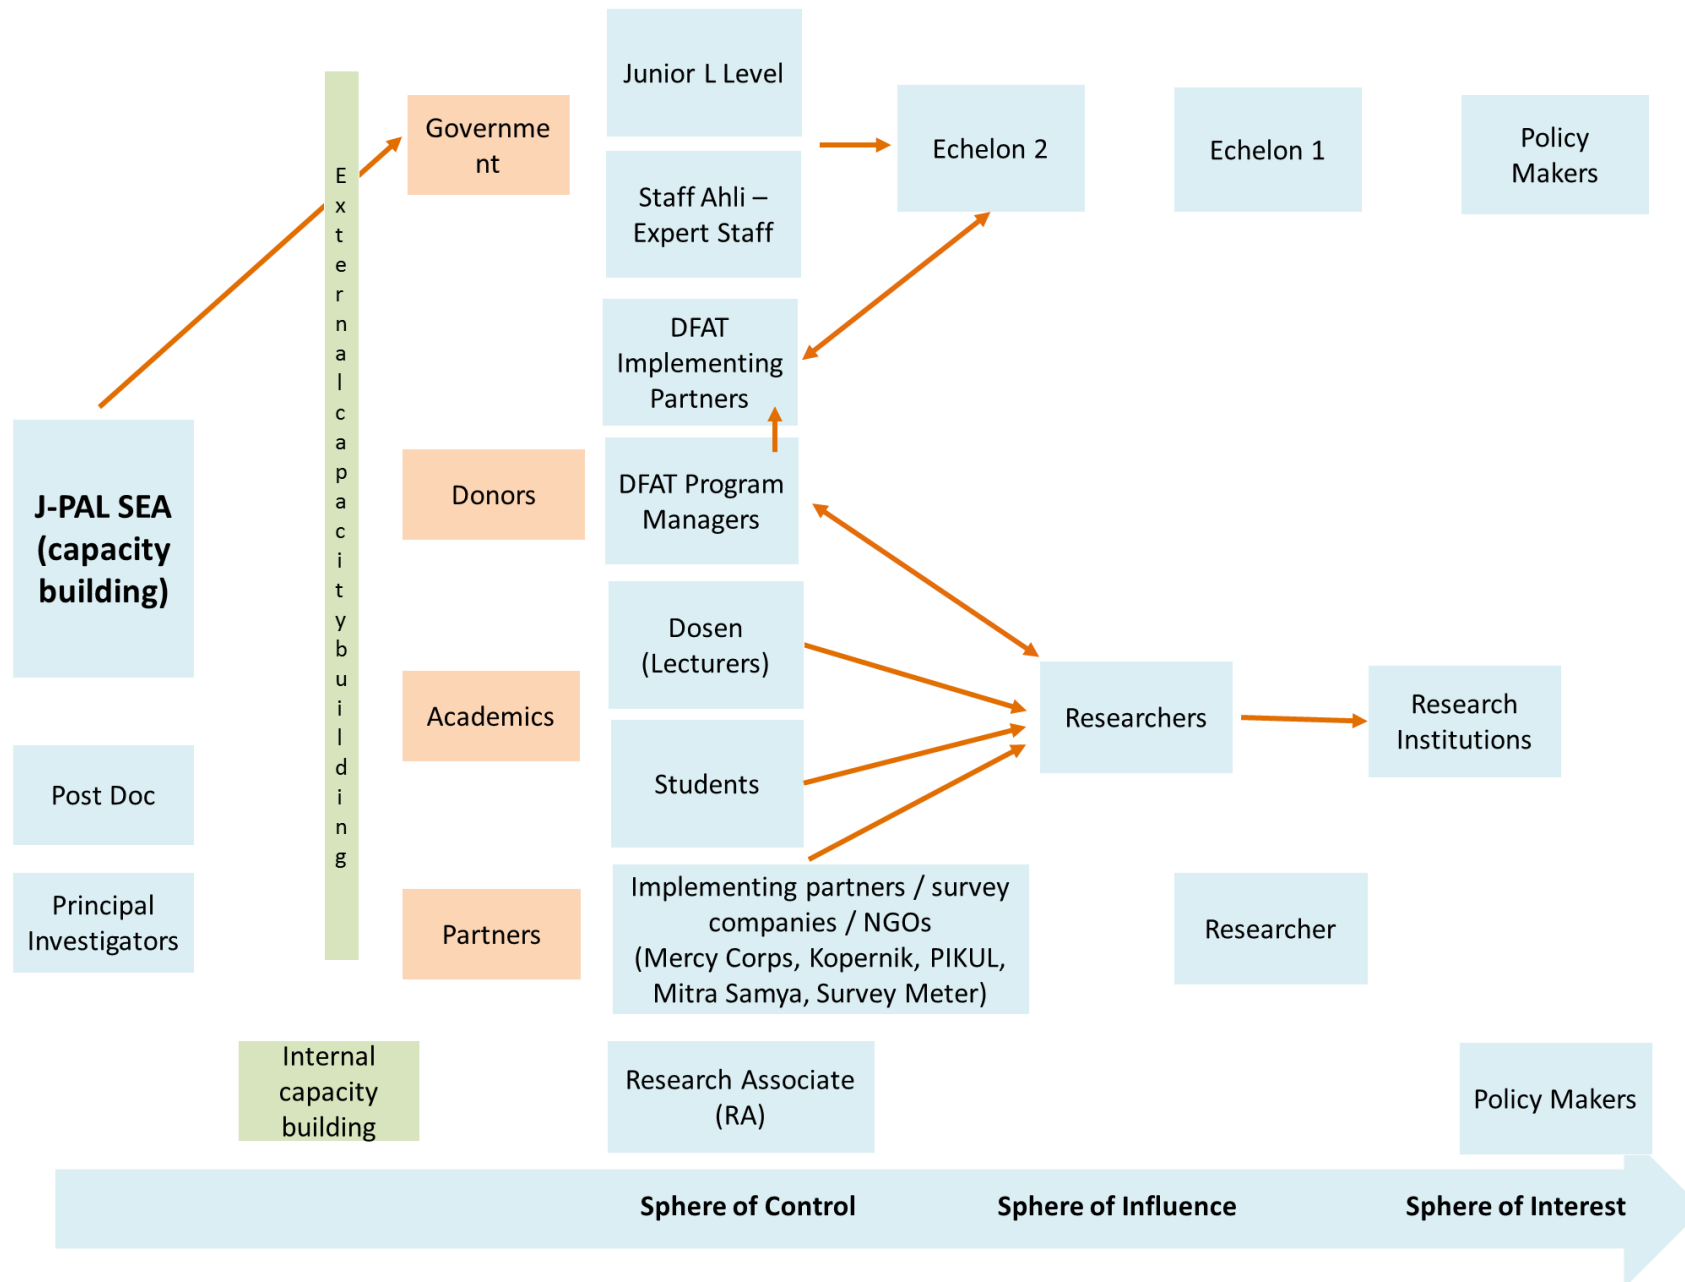 Junior L Level
Governme
nt
Echelon 2
Echelon 1
Policy
Makers
Staff Ahli –
Expert Staff
External capacity building
DFAT
Implementing
Partners
J-PAL SEA
(capacity
building)
Donors
DFAT Program
Managers
Dosen
(Lecturers)
Academics
Researchers
Research
Institutions
Post Doc
Students
Principal
Investigators
Partners
Implementing partners / survey
companies / NGOs
(Mercy Corps, Kopernik, PIKUL,
Mitra Samya, Survey Meter)
Researcher
Internal
capacity
building
Research Associate
(RA)
Policy Makers
Sphere of Control
Sphere of Influence
Sphere of Interest